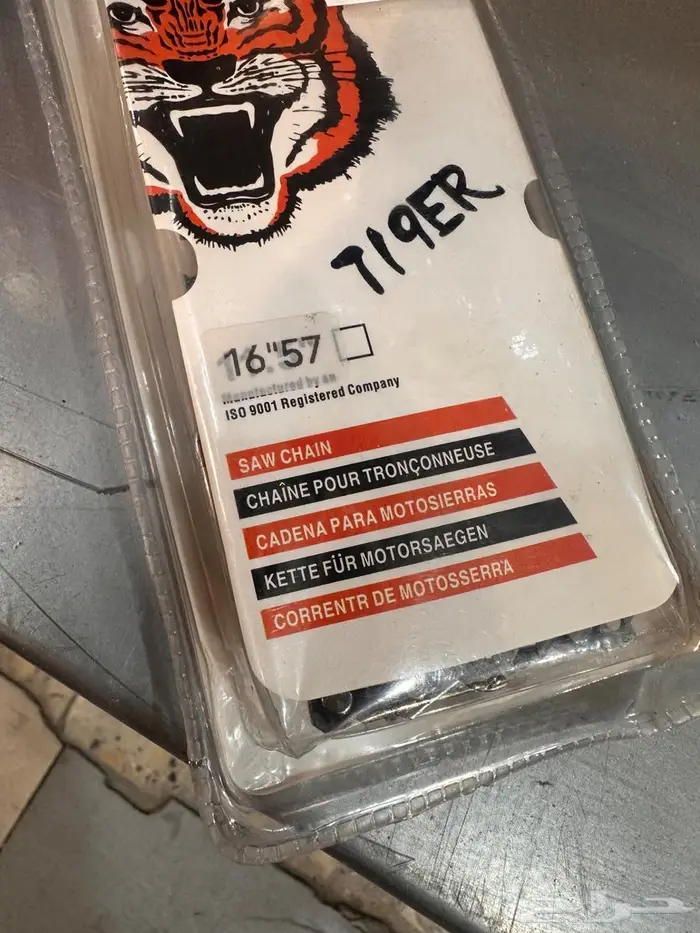 TI9ER
16"57
Manufactured by an
ISO 9001 Registered Company
SAW CHAIN
CHAÎNE POUR TRONÇONNEUSE
CADENA PARA MOTOSIERRAS
KETTE FÜR MOTORSAEGEN
CORRENTR DE MOTOSSERRA
حراج